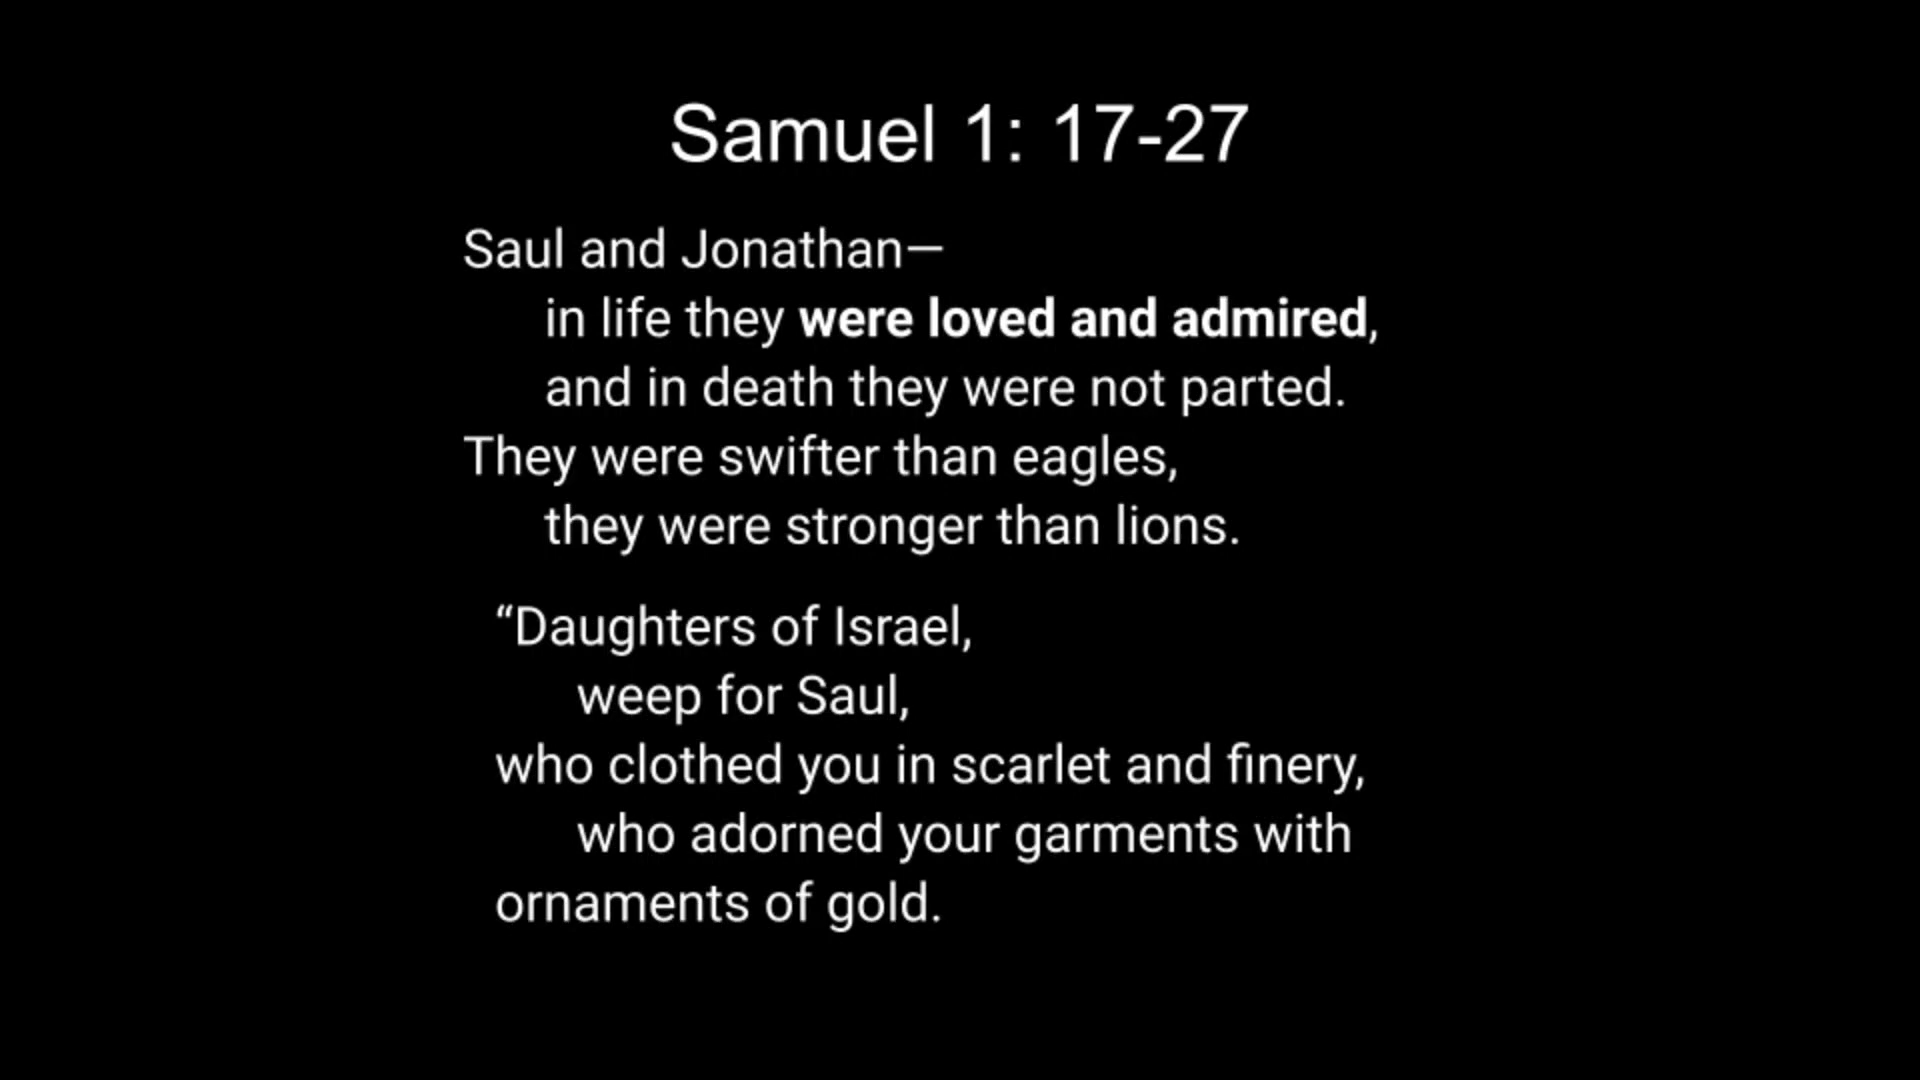 Samuel 1: 17-27
Saul and Jonathan—
in life they were loved and admired,
and in death they were not parted.
They were swifter than eagles,
they were stronger than lions.
“Daughters of Israel,
weep for Saul,
who clothed you in scarlet and finery,
who adorned your garments with
ornaments of gold.